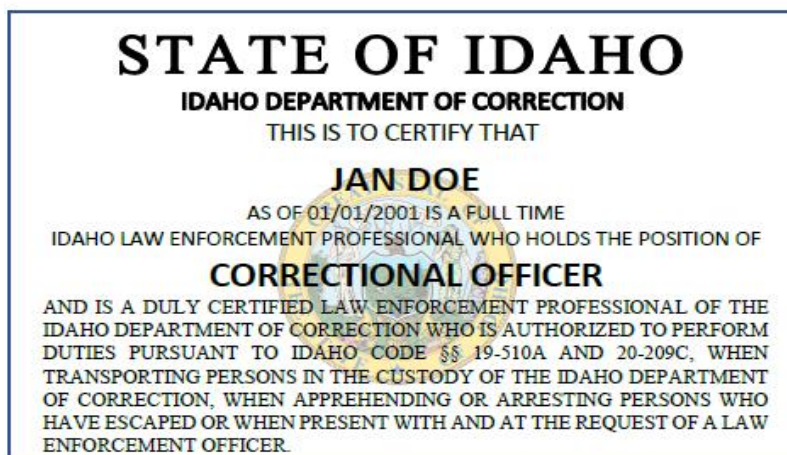 STATE OF IDAHO
IDAHO DEPARTMENT OF CORRECTION
THIS IS TO CERTIFY THAT
JAN DOE
AS OF 01/01/2001 IS A FULL TIME
IDAHO LAW ENFORCEMENT PROFESSIONAL WHO HOLDS THE POSITION OF
CORRECTIONAL OFFICER
AND IS A DULY CERTIFIED LAW ENFORCEMENT PROFESSIONAL OF THE
IDAHO DEPARTMENT OF CORRECTION WHO IS AUTHORIZED TO PERFORM
DUTIES PURSUANT TO IDAHO CODE §§ 19-510A AND 20-209C, WHEN
TRANSPORTING PERSONS IN THE CUSTODY OF THE IDAHO DEPARTMENT
OF CORRECTION, WHEN APPREHENDING OR ARRESTING PERSONS WHO
HAVE ESCAPED OR WHEN PRESENT WITH AND AT THE REQUEST OF A LAW
ENFORCEMENT OFFICER.